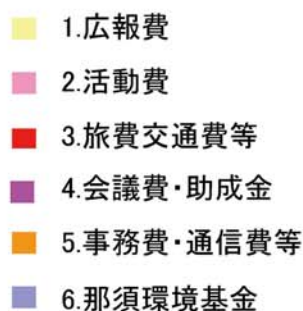 1.広報費
2.活動費
3.旅費交通費等
4.会議費・助成金
5.事務費・通信費等
6.那須環境基金